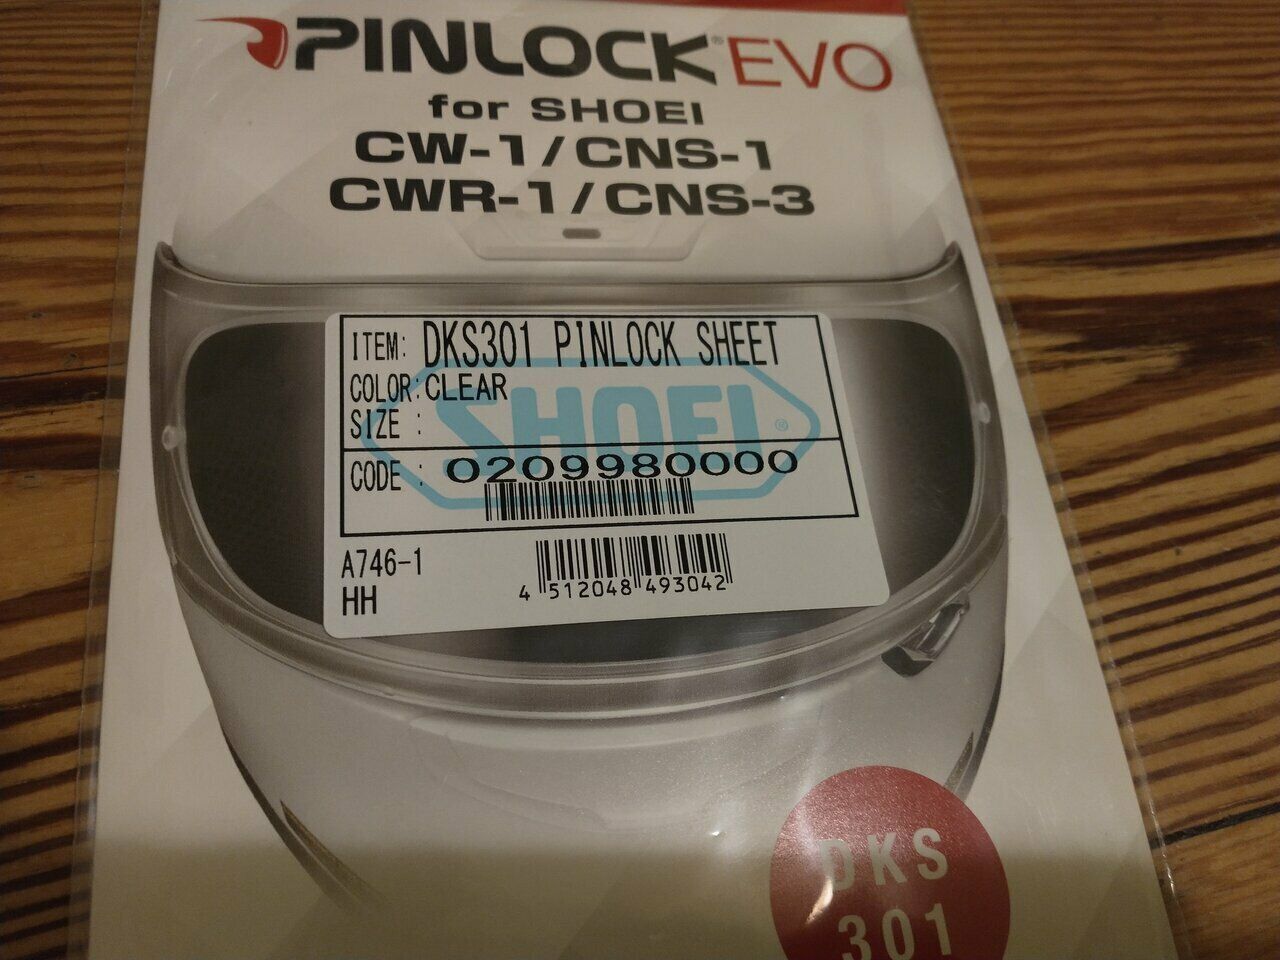 PINLOCK® EVO
for SHOEI
CW-1/CNS-1
CWR-1/CNS-3
ITEM: DKS301 PINLOCK SHEET
COLOR: CLEAR
SIZE :
SHOEI®
CODE : 0209980000
A746-1
HH
4 512048 493042
DKS
301